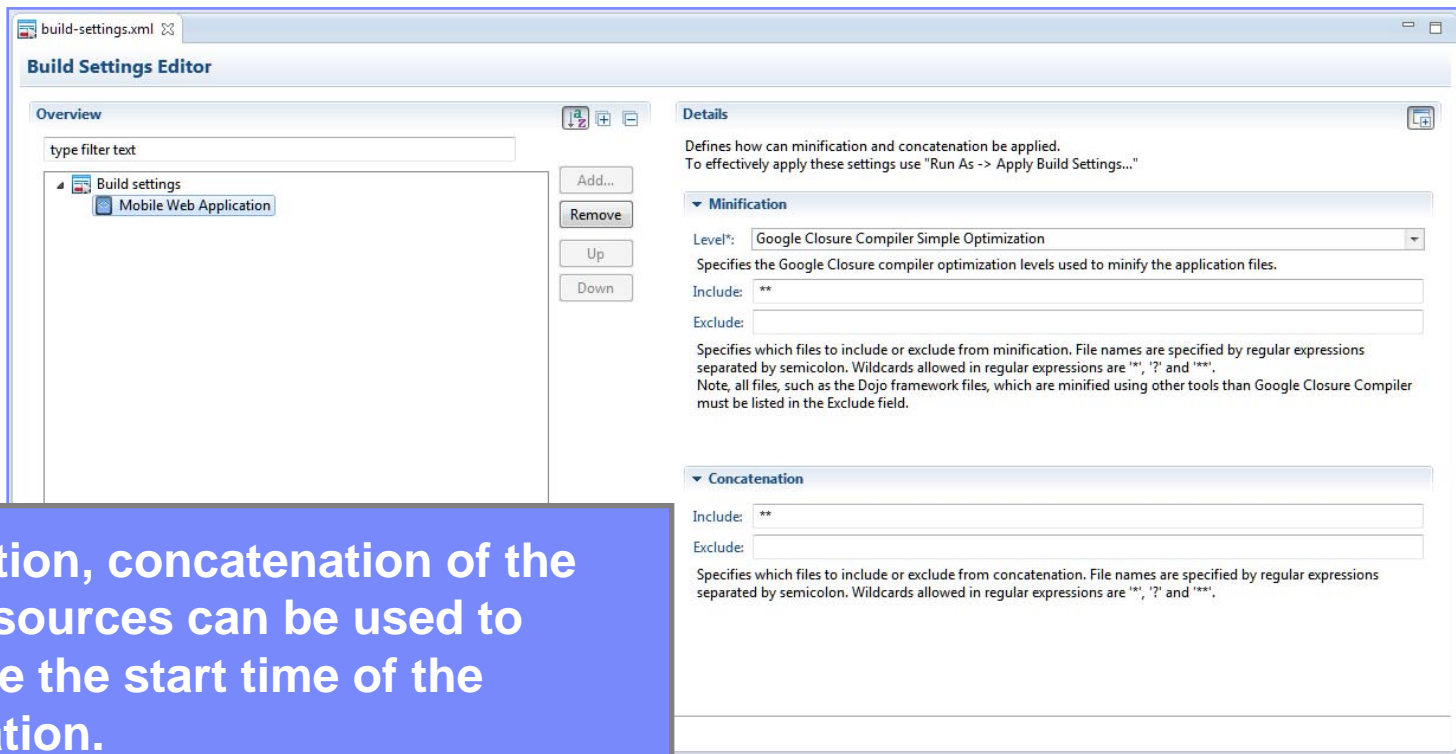 build-settings.xml
Build Settings Editor
Overview
type filter text
Build settings
Mobile Web Application
Add...
Remove
Up
Down
Details
Defines how can minification and concatenation be applied.
To effectively apply these settings use "Run As -> Apply Build Settings..."
Minification
Level*: Google Closure Compiler Simple Optimization
Specifies the Google Closure compiler optimization levels used to minify the application files.
Include: **
Exclude:
Specifies which files to include or exclude from minification. File names are specified by regular expressions
separated by semicolon. Wildcards allowed in regular expressions are '*', '?' and '**'.
Note, all files, such as the Dojo framework files, which are minified using other tools than Google Closure Compiler
must be listed in the Exclude field.
Concatenation
Include: **
Exclude:
Specifies which files to include or exclude from concatenation. File names are specified by regular expressions
separated by semicolon. Wildcards allowed in regular expressions are '*', '?' and '**'.
tion, concatenation of the
sources can be used to
e the start time of the
ation.